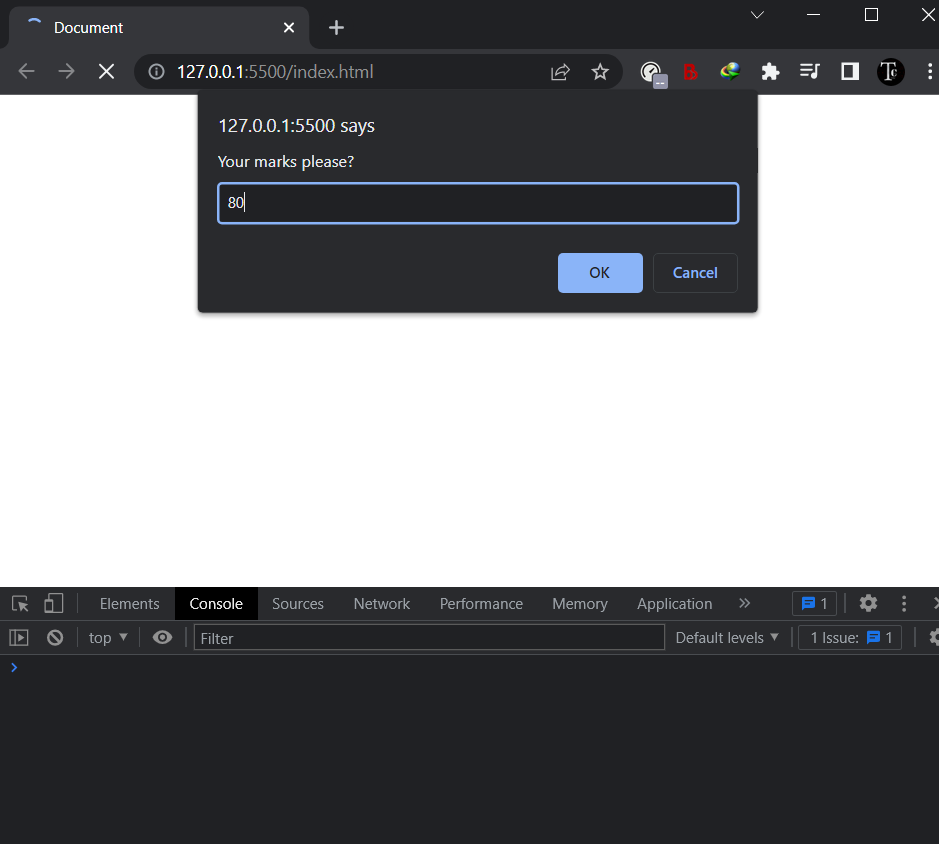 Document
127.0.0.1:5500/index.html
B
Tc
127.0.0.1:5500 says
Your marks please?
80
OK Cancel
Elements Console Sources Network Performance Memory Application 1
top Filter Default levels 1 Issue: 1